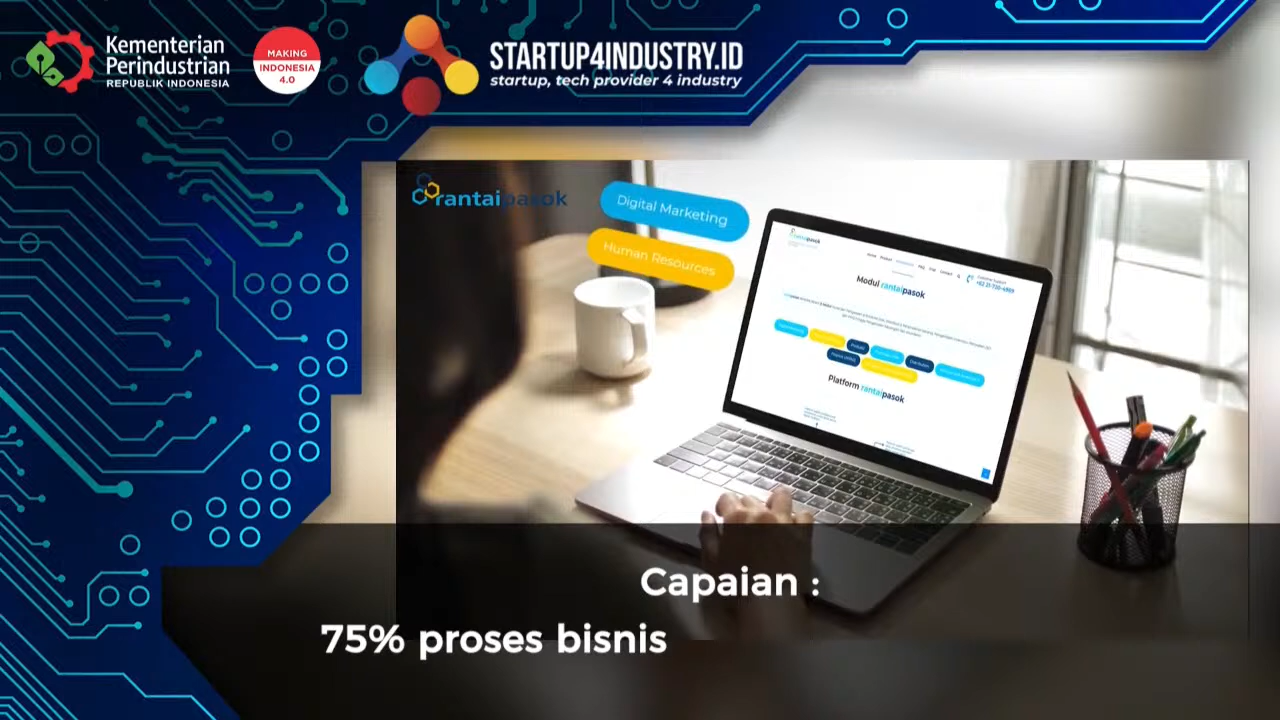 Kementerian
Perindustrian
REPUBLIK INDONESIA
MAKING
INDONESIA
4.0
STARTUP4INDUSTRY.ID
startup, tech provider 4 industry
rantaipasok
Digital Marketing
Human Resources
rantaipasok
Modul rantaipasok
Platform rantaipasok
Capaian :
75% proses bisnis